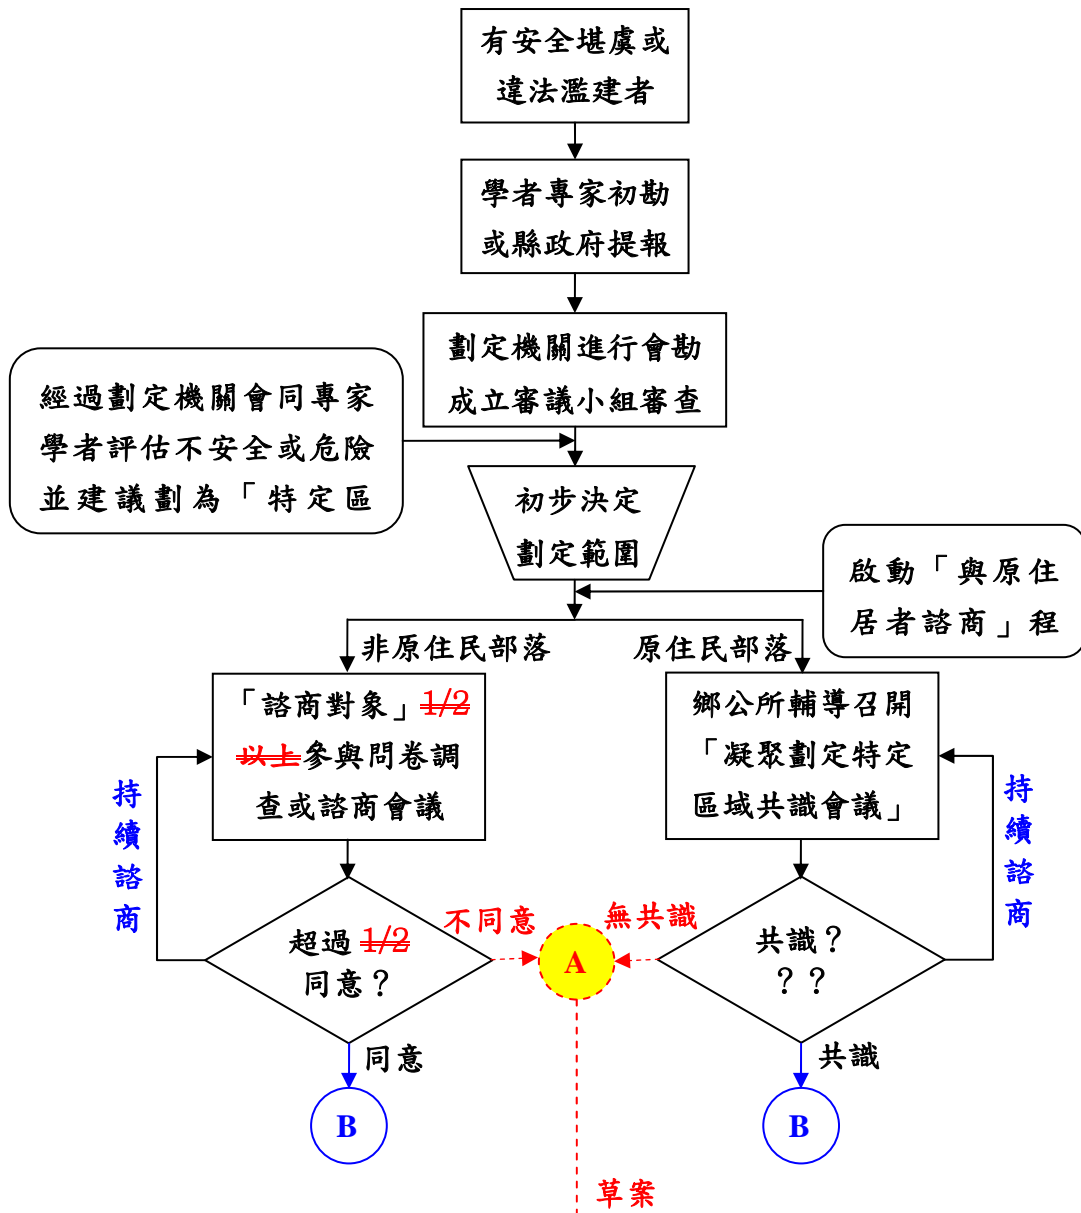 有安全堪虞或
違法濫建者
學者專家初勘
或縣政府提報
劃定機關進行會勘
成立審議小組審查
經過劃定機關會同專家
學者評估不安全或危險
並建議劃為「特定區
初步決定
劃定範圍
啟動「與原住
居者諮商」程
非原住民部落
原住民部落
「諮商對象」1/2
以上參與問卷調
查或諮商會議
鄉公所輔導召開
「凝聚劃定特定
區域共識會議」
持續諮商
持續諮商
超過 1/2
同意？
不同意
A
無共識
共識？
？？
同意
共識
B
B
草案